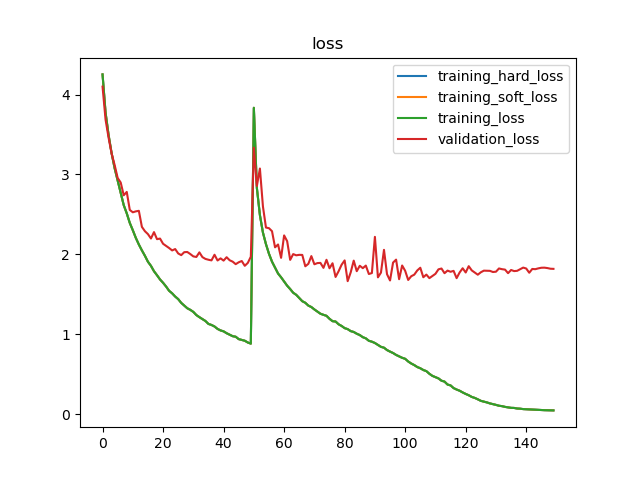 loss
training_hard_loss
training_soft_loss
training_loss
validation_loss
4
3
2
1
0
0 20 40 60 80 100 120 140